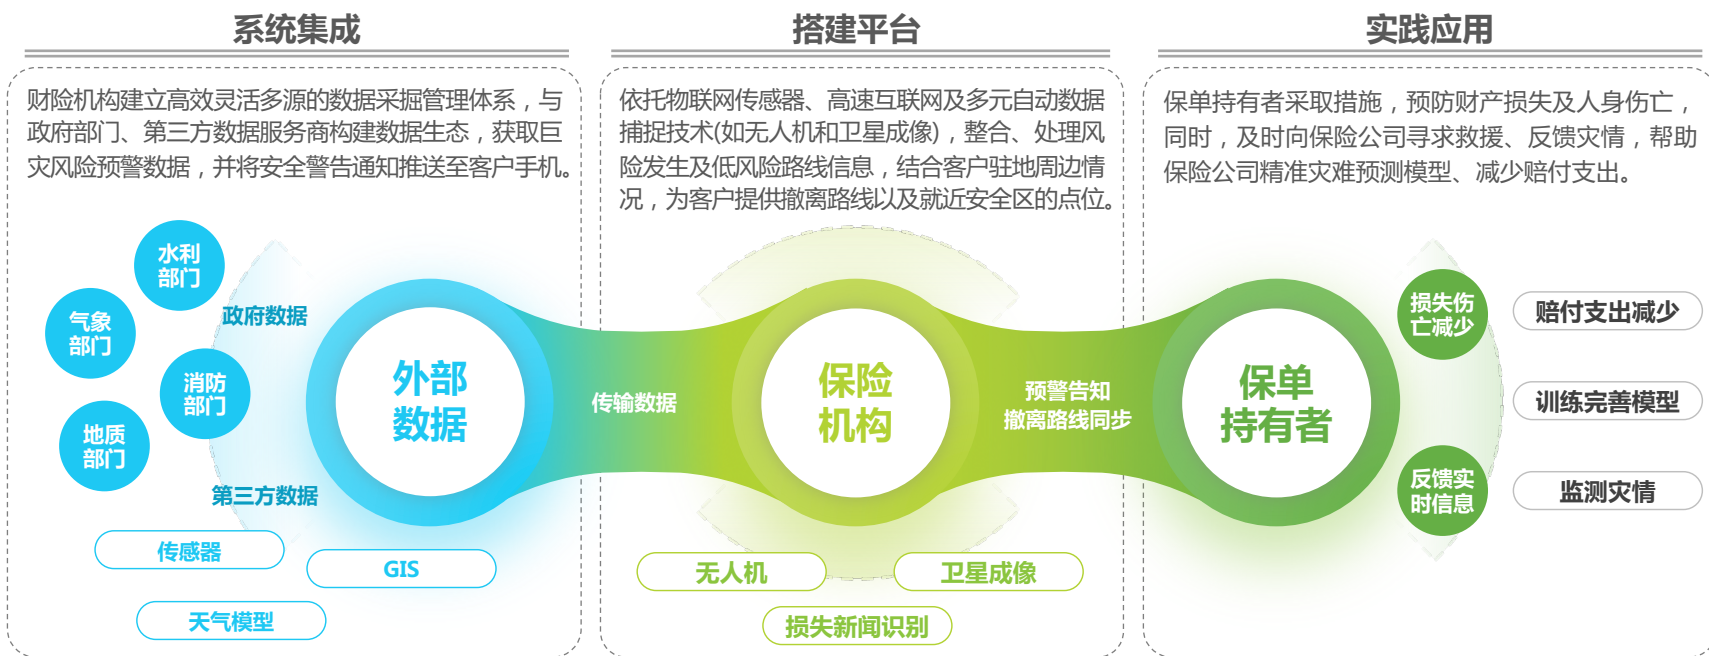 系统集成
财险机构建立高效灵活多源的数据采掘管理体系，与
政府部门、第三方数据服务商构建数据生态，获取巨
灾风险预警数据，并将安全警告通知推送至客户手机。
水利
部门
气象
部门
消防
部门
地质
部门
政府数据
第三方数据
外部
数据
传感器
GIS
天气模型
传输数据
搭建平台
依托物联网传感器、高速互联网及多元自动数据
捕捉技术(如无人机和卫星成像)，整合、处理风
险发生及低风险路线信息，结合客户驻地周边情
况，为客户提供撤离路线以及就近安全区的点位。
保险
机构
无人机
卫星成像
损失新闻识别
预警告知
撤离路线同步
实践应用
保单持有者采取措施，预防财产损失及人身伤亡，
同时，及时向保险公司寻求救援、反馈灾情，帮助
保险公司精准灾难预测模型、减少赔付支出。
保单
持有者
损失伤
亡减少
反馈实
时信息
赔付支出减少
训练完善模型
监测灾情